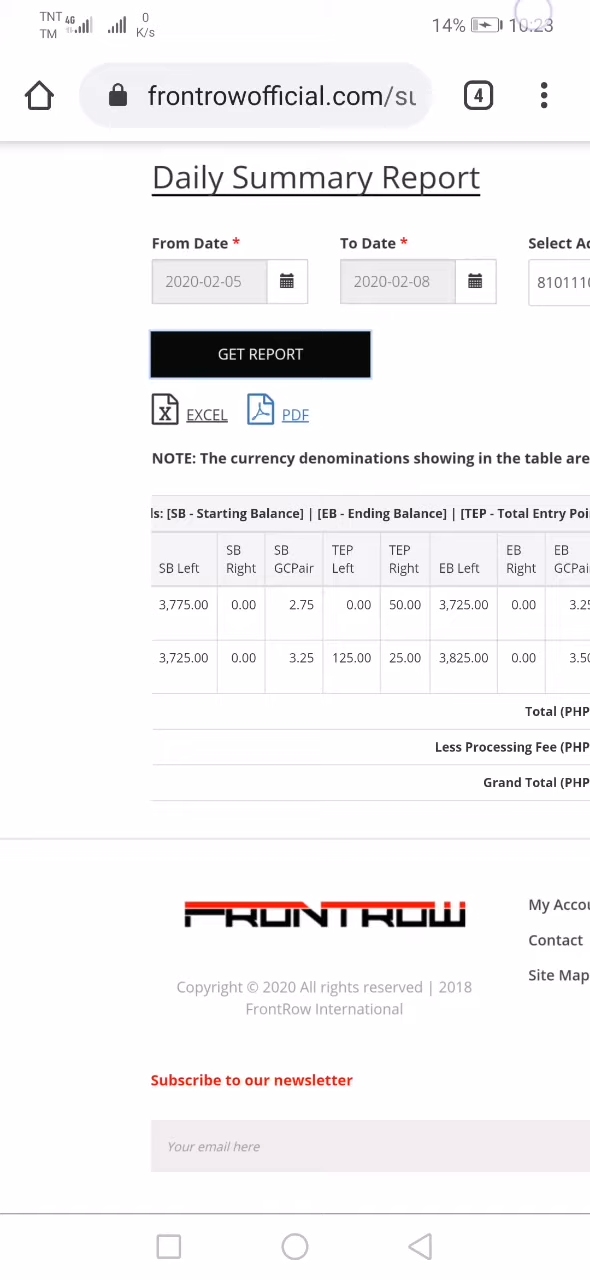 TNT 4G 0
TM K/s 14% 10:23
frontrowofficial.com/su 4
Daily Summary Report
From Date * To Date * Select Ac
2020-02-05 2020-02-08 8101110
GET REPORT
EXCEL PDF
NOTE: The currency denominations showing in the table are
ls: [SB - Starting Balance] | [EB - Ending Balance] | [TEP - Total Entry Poi
SB Left SB Right SB GCPair TEP Left TEP Right EB Left EB Right EB GCPai
3,775.00 0.00 2.75 0.00 50.00 3,725.00 0.00 3.25
3,725.00 0.00 3.25 125.00 25.00 3,825.00 0.00 3.50
Total (PHP
Less Processing Fee (PHP
Grand Total (PHP
FRONTROW
My Accou
Contact
Site Map
Copyright © 2020 All rights reserved | 2018
FrontRow International
Subscribe to our newsletter
Your email here